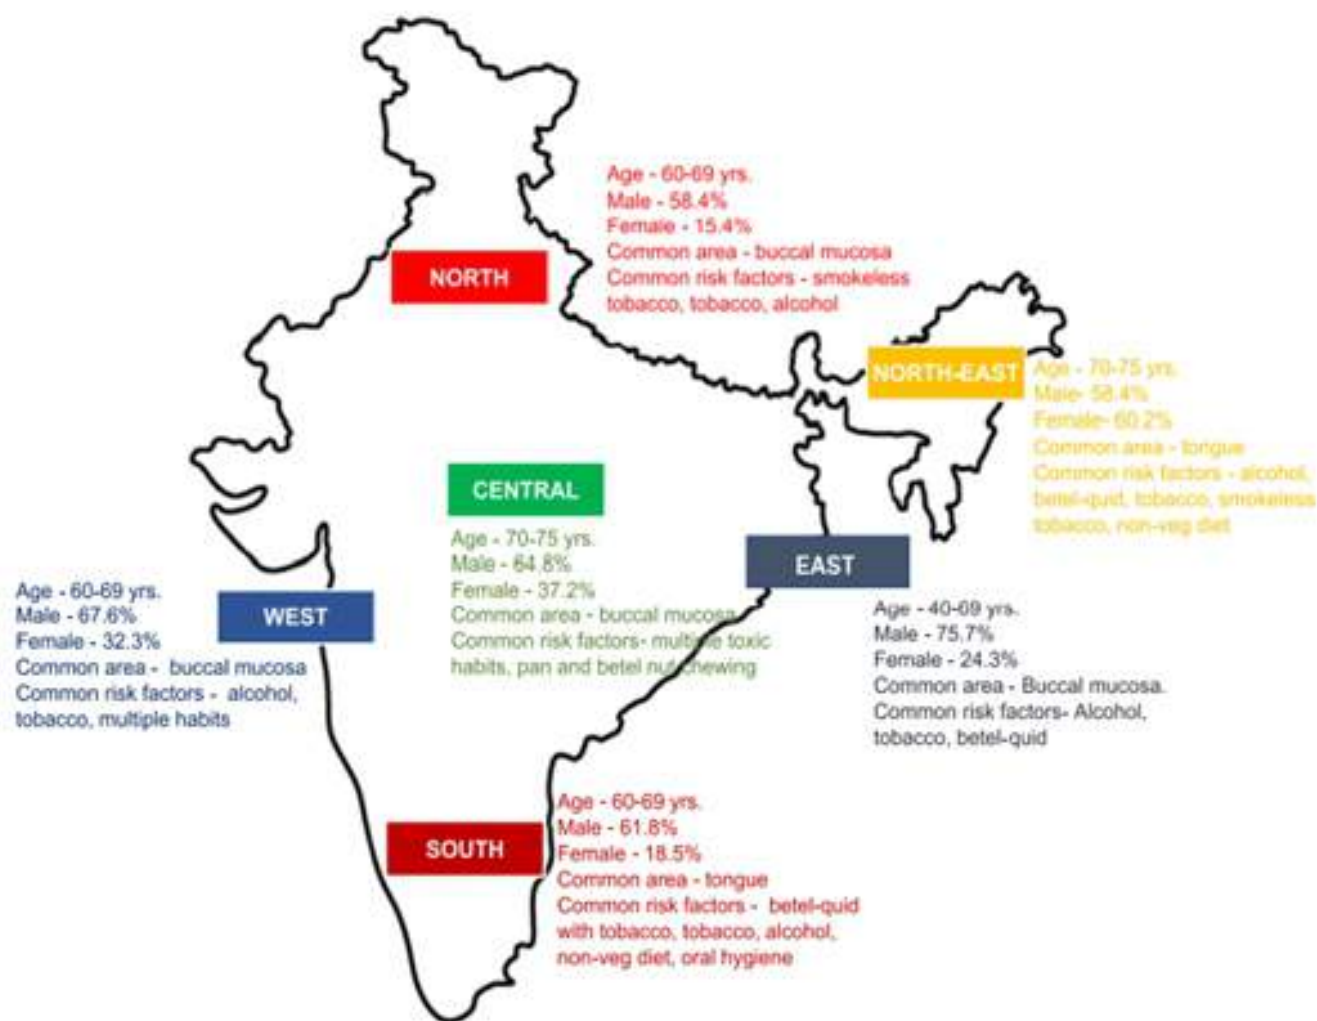 NORTH
Age - 60-69 yrs.
Male - 58.4%
Female - 15.4%
Common area - buccal mucosa
Common risk factors - smokeless
tobacco, tobacco, alcohol
NORTH-EAST
Age - 70-75 yrs.
Male- 58.4%
Female- 60.2%
Common area - tongue
Common risk factors - alcohol,
betel-quid, tobacco, smokeless
tobacco, non-veg diet
CENTRAL
Age - 70-75 yrs.
Male - 64.8%
Female - 37.2%
Common area - buccal mucosa
Common risk factors- multiple toxic
habits, pan and betel nut chewing
EAST
Age - 40-69 yrs.
Male - 75.7%
Female - 24.3%
Common area - Buccal mucosa.
Common risk factors- Alcohol,
tobacco, betel-quid
WEST
Age - 60-69 yrs.
Male - 67.6%
Female - 32.3%
Common area - buccal mucosa
Common risk factors - alcohol,
tobacco, multiple habits
SOUTH
Age - 60-69 yrs.
Male - 61.8%
Female - 18.5%
Common area - tongue
Common risk factors - betel-quid
with tobacco, tobacco, alcohol,
non-veg diet, oral hygiene